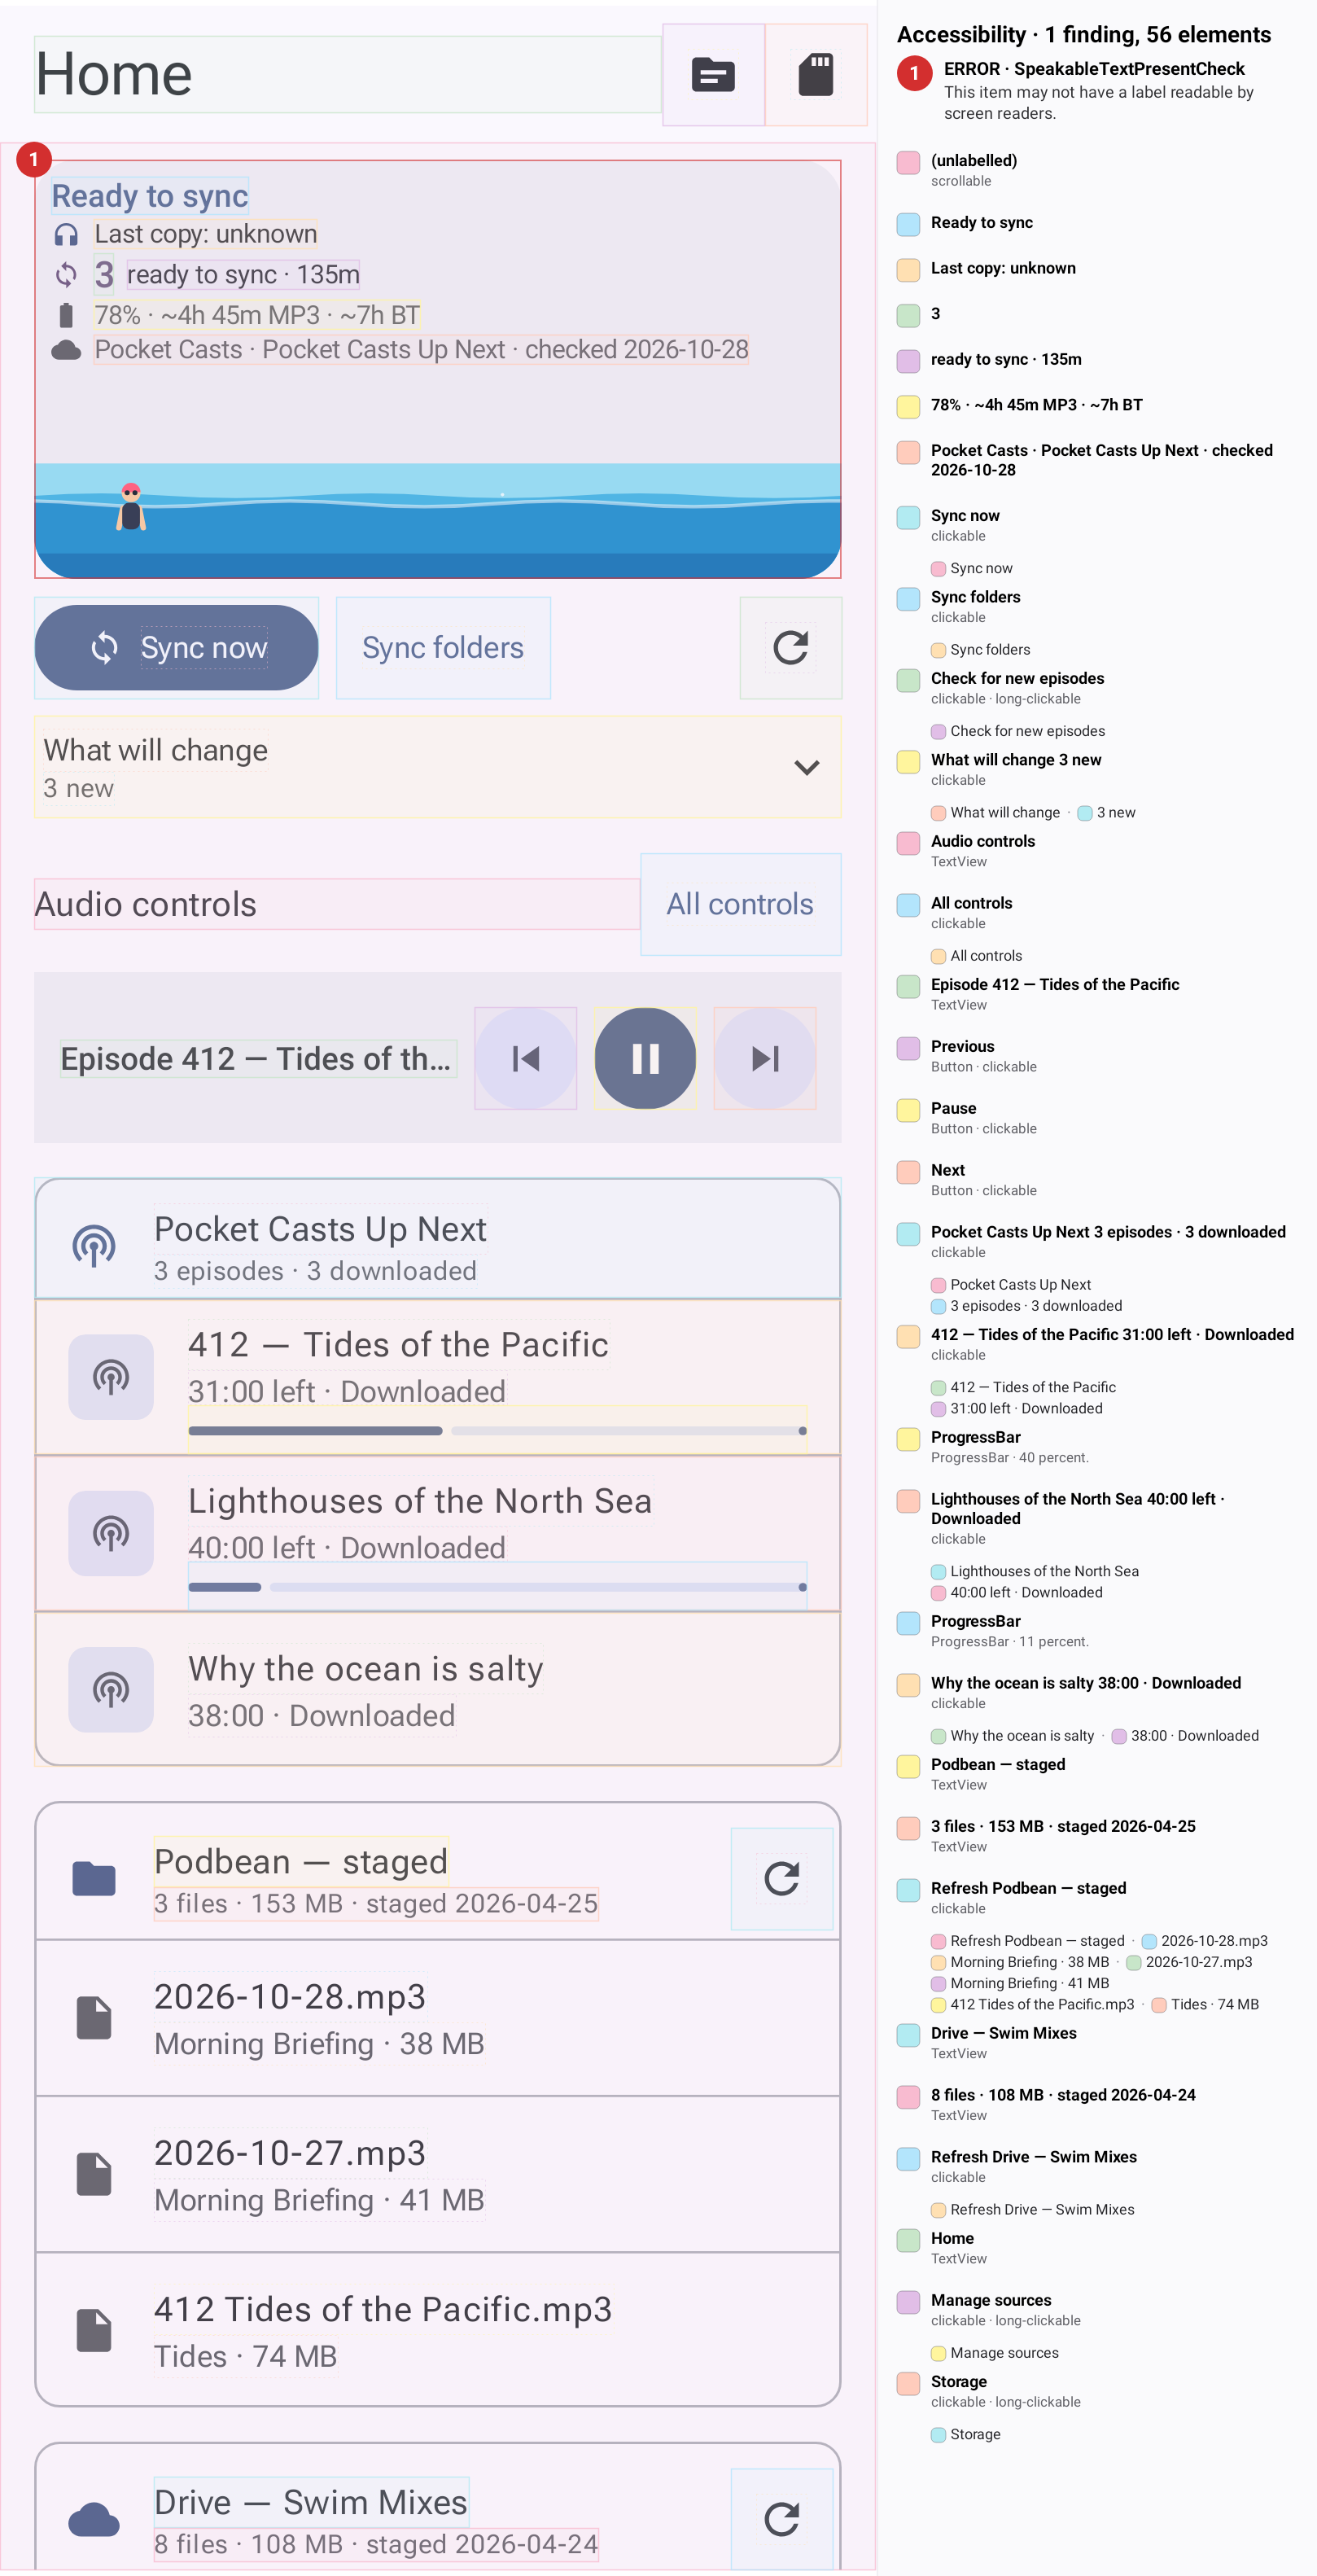 Home
1
Ready to sync
Last copy: unknown
3 ready to sync · 135m
78% · ~4h 45m MP3 · ~7h BT
Pocket Casts · Pocket Casts Up Next · checked 2026-10-28
Sync now
Sync folders
What will change
3 new
Audio controls
All controls
Episode 412 — Tides of th...
Pocket Casts Up Next
3 episodes · 3 downloaded
412 — Tides of the Pacific
31:00 left · Downloaded
Lighthouses of the North Sea
40:00 left · Downloaded
Why the ocean is salty
38:00 · Downloaded
Podbean — staged
3 files · 153 MB · staged 2026-04-25
2026-10-28.mp3
Morning Briefing · 38 MB
2026-10-27.mp3
Morning Briefing · 41 MB
412 Tides of the Pacific.mp3
Tides · 74 MB
Drive — Swim Mixes
8 files · 108 MB · staged 2026-04-24
Accessibility · 1 finding, 56 elements
1
ERROR · SpeakableTextPresentCheck
This item may not have a label readable by
screen readers.
(unlabelled)
scrollable
Ready to sync
Last copy: unknown
3
ready to sync · 135m
78% · ~4h 45m MP3 · ~7h BT
Pocket Casts · Pocket Casts Up Next · checked
2026-10-28
Sync now
clickable
Sync now
Sync folders
clickable
Sync folders
Check for new episodes
clickable · long-clickable
Check for new episodes
What will change 3 new
clickable
What will change · 3 new
Audio controls
TextView
All controls
clickable
All controls
Episode 412 — Tides of the Pacific
TextView
Previous
Button · clickable
Pause
Button · clickable
Next
Button · clickable
Pocket Casts Up Next 3 episodes · 3 downloaded
clickable
Pocket Casts Up Next
3 episodes · 3 downloaded
412 — Tides of the Pacific 31:00 left · Downloaded
clickable
412 — Tides of the Pacific
31:00 left · Downloaded
ProgressBar
ProgressBar · 40 percent.
Lighthouses of the North Sea 40:00 left ·
Downloaded
clickable
Lighthouses of the North Sea
40:00 left · Downloaded
ProgressBar
ProgressBar · 11 percent.
Why the ocean is salty 38:00 · Downloaded
clickable
Why the ocean is salty · 38:00 · Downloaded
Podbean — staged
TextView
3 files · 153 MB · staged 2026-04-25
TextView
Refresh Podbean — staged
clickable
Refresh Podbean — staged · 2026-10-28.mp3
Morning Briefing · 38 MB · 2026-10-27.mp3
Morning Briefing · 41 MB
412 Tides of the Pacific.mp3 · Tides · 74 MB
Drive — Swim Mixes
TextView
8 files · 108 MB · staged 2026-04-24
TextView
Refresh Drive — Swim Mixes
clickable
Refresh Drive — Swim Mixes
Home
TextView
Manage sources
clickable · long-clickable
Manage sources
Storage
clickable · long-clickable
Storage